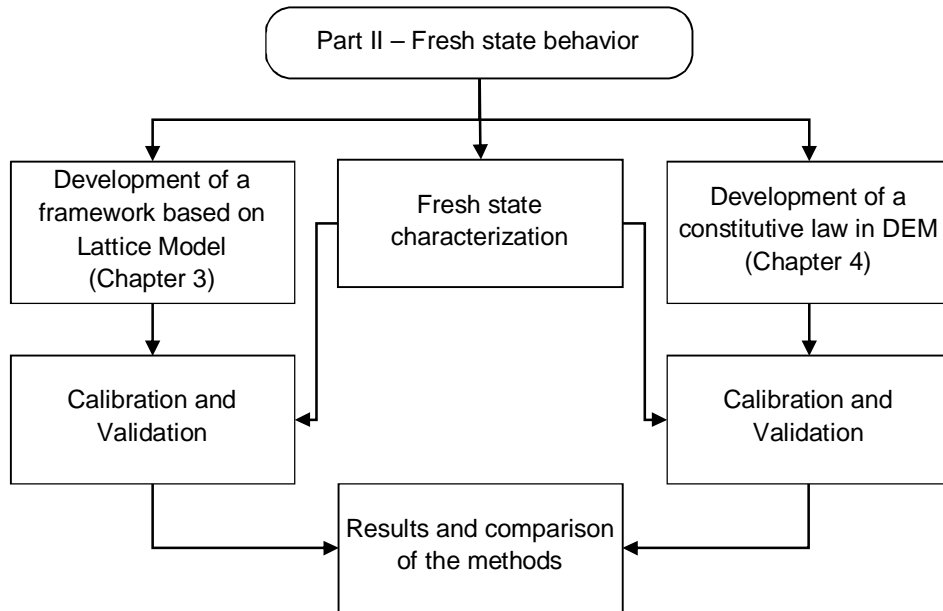 Part II – Fresh state behavior
Development of a
framework based on
Lattice Model
(Chapter 3)
Fresh state
characterization
Development of a
constitutive law in DEM
(Chapter 4)
Calibration and
Validation
Calibration and
Validation
Results and comparison
of the methods